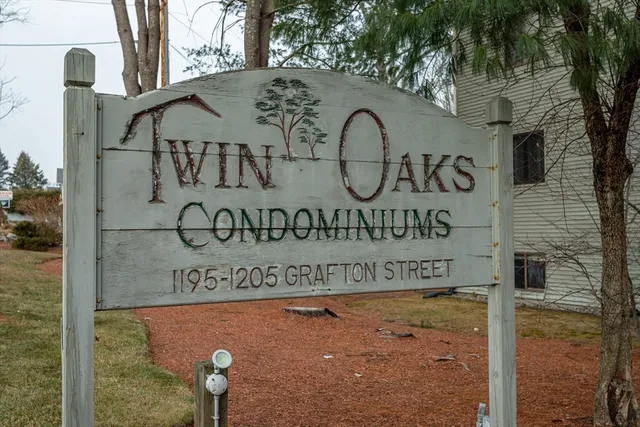 TWIN OAKS
CONDOMINIUMS
1195-1205 GRAFTON STREET